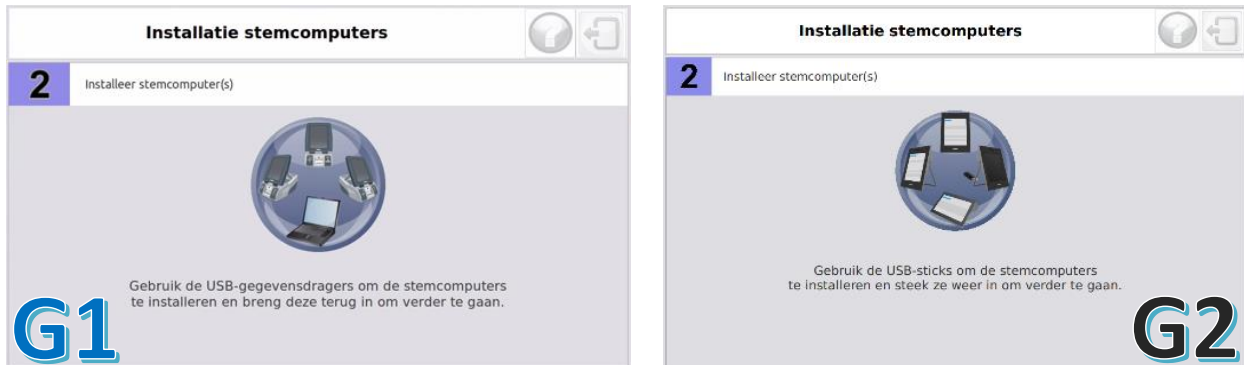 Installatie stemcomputers
2
Installeer stemcomputer(s)
Gebruik de USB-gegevensdragers om de stemcomputers
te installeren en breng deze terug in om verder te gaan.
G1
Installatie stemcomputers
2
Installeer stemcomputer(s)
Gebruik de USB-sticks om de stemcomputers
te installeren en steek ze weer in om verder te gaan.
G2